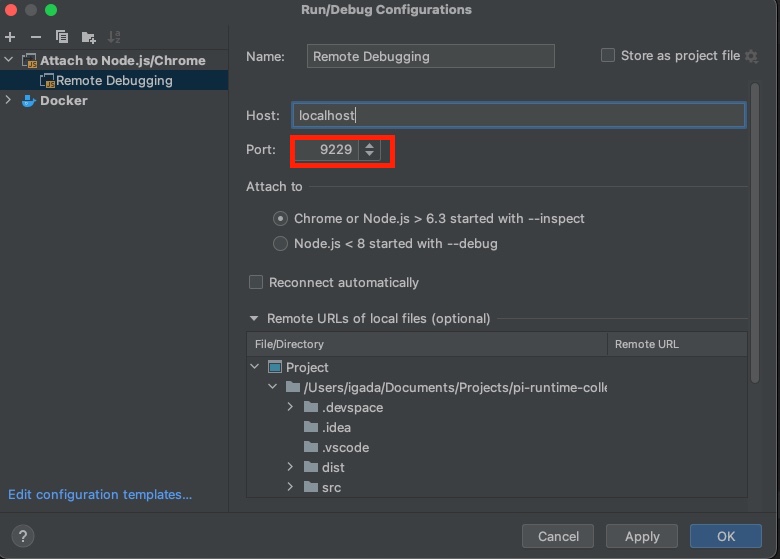 Run/Debug Configurations
Attach to Node.js/Chrome
Remote Debugging
Docker
Edit configuration templates...
Name: Remote Debugging Store as project file
Host: localhost
Port: 9229
Attach to
Chrome or Node.js > 6.3 started with --inspect
Node.js < 8 started with --debug
Reconnect automatically
Remote URLs of local files (optional)
File/Directory Remote URL
Project
/Users/igada/Documents/Projects/pi-runtime-colle
.devspace
.idea
.vscode
dist
src
? Cancel Apply OK